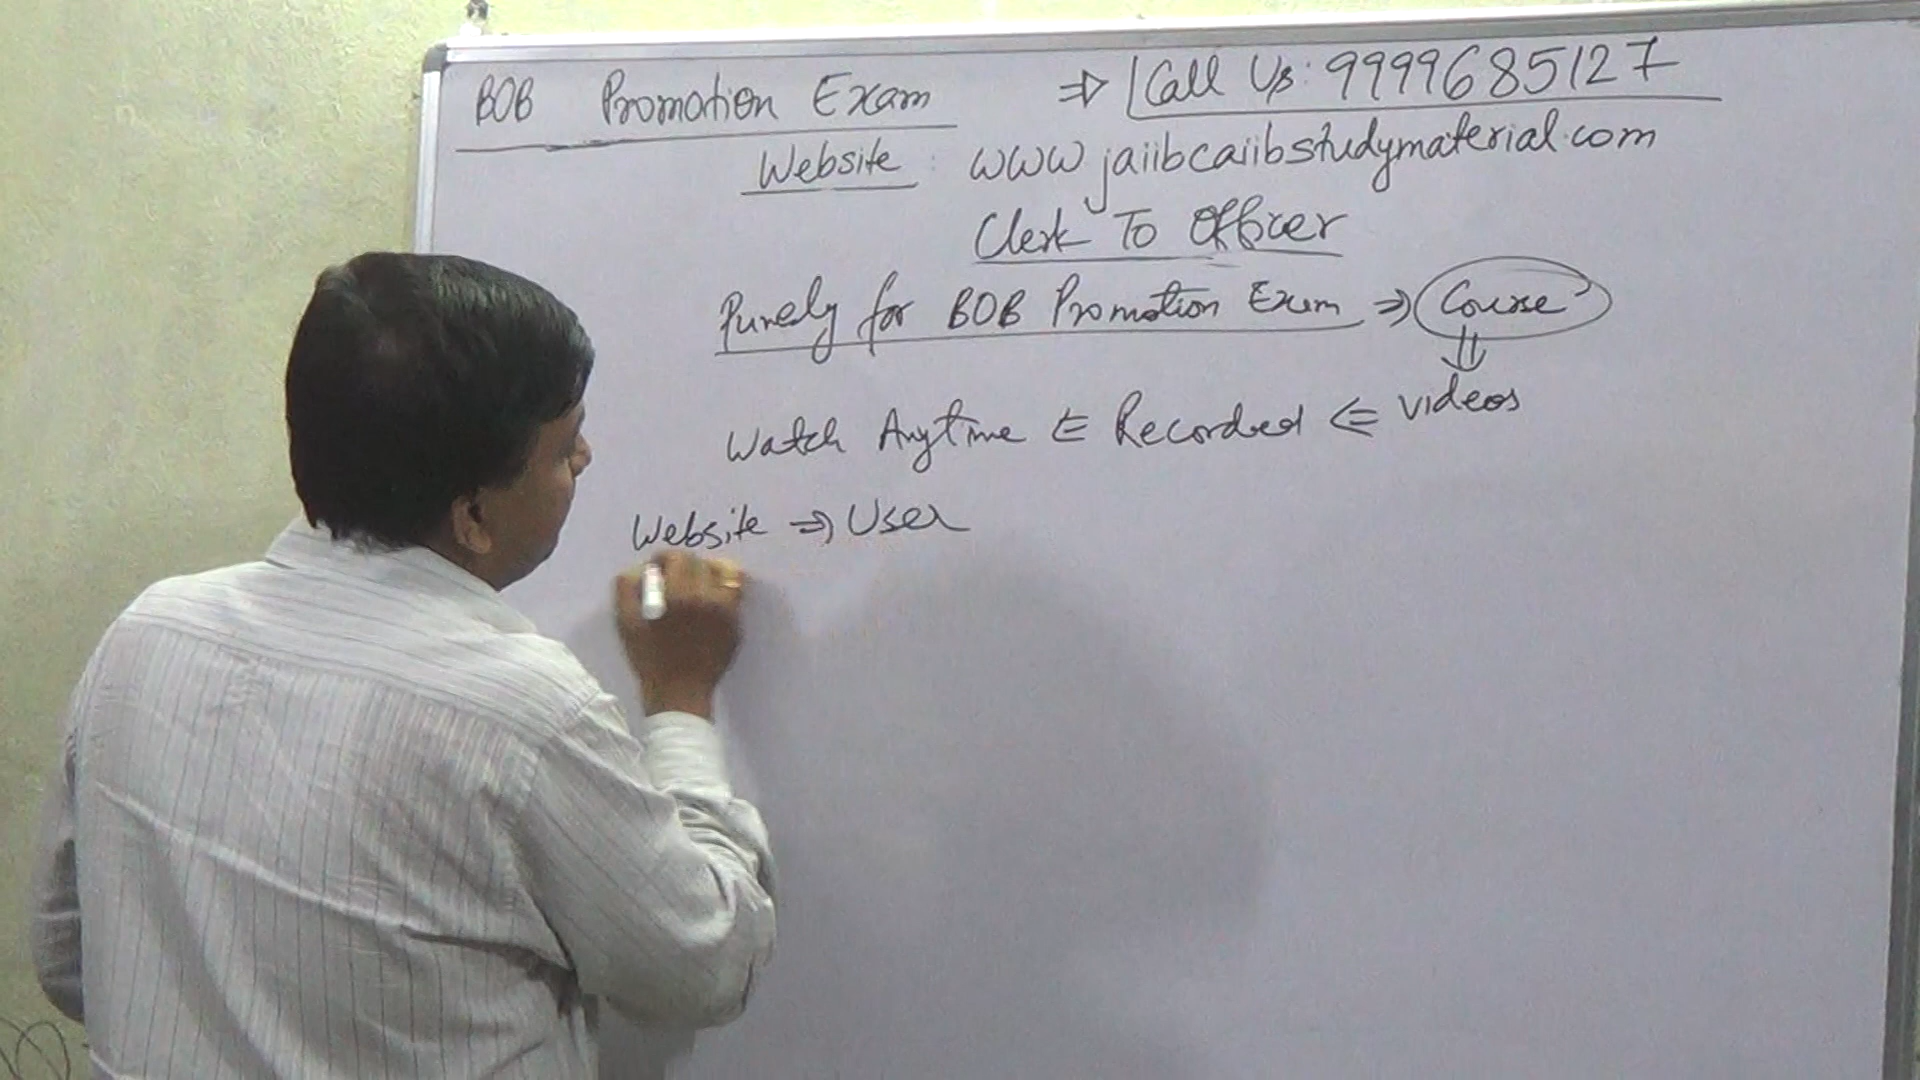 BOB Promotion Exam ⇒ Call Us: 9999685127
Website : www.jaiibcaiibstudymaterial.com
Clerk To Officer
Purely for BOB Promotion Exam ⇒ Course
⇓
Watch Anytime ⇐ Recorded ⇐ Videos
Website ⇒ User